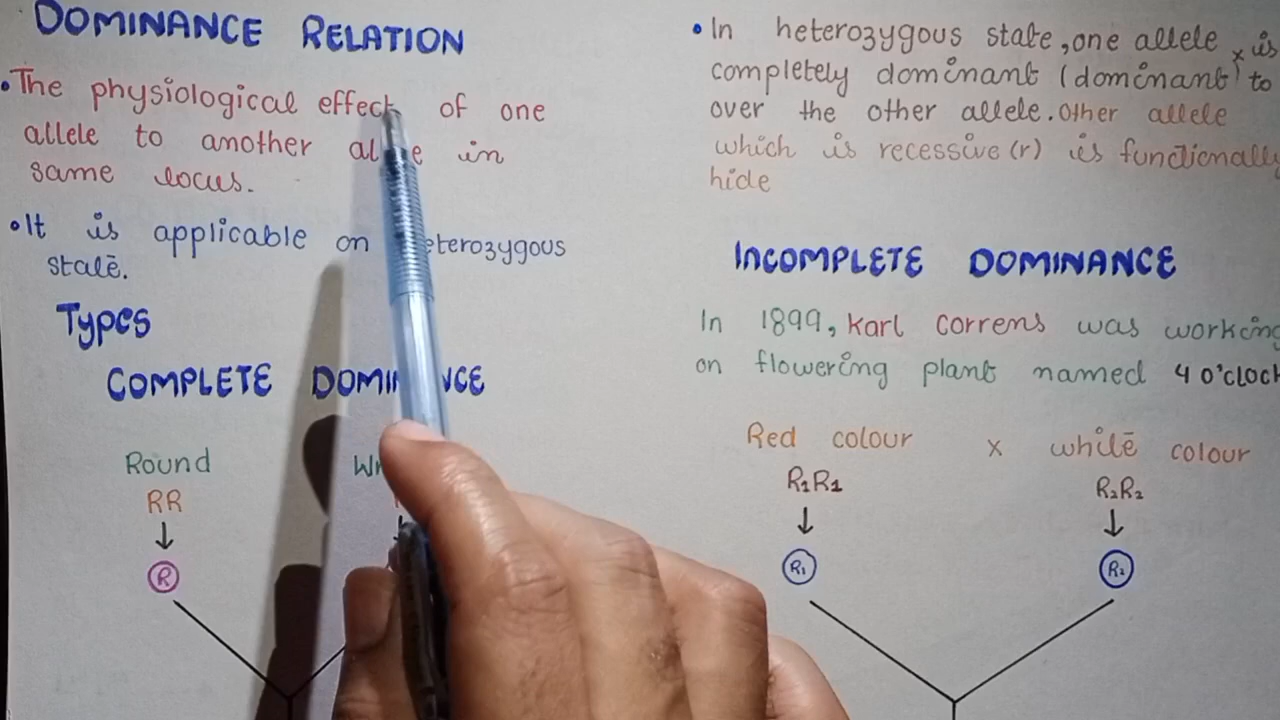 DOMINANCE RELATION
•The physiological effect of one
allele to another in
same locus.
•It is applicable on
state.
Types
COMPLETE
Round
RR
R
•In heterozygous state, one allele x is
completely dominant (dominant) to
over the other allele. Other allele
which is recessive (r) is functionally
hide
INCOMPLETE DOMINANCE
In 1899, Karl Correns was working
on flowering plant named 4 o'clock
Red colour x white colour
R1R1 R2R2
R1 R2